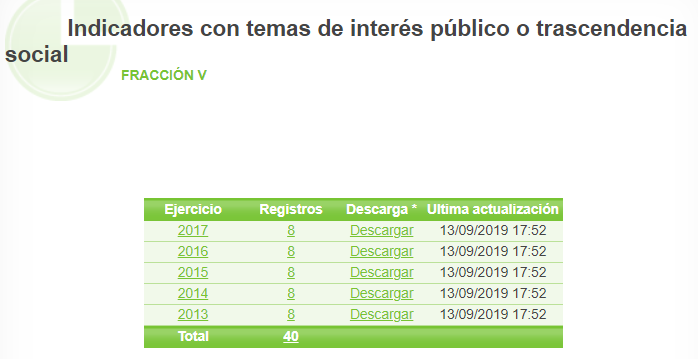 Indicadores con temas de interés público o trascendencia
social
FRACCIÓN V
Ejercicio Registros Descarga * Ultima actualización
2017 8 Descargar 13/09/2019 17:52
2016 8 Descargar 13/09/2019 17:52
2015 8 Descargar 13/09/2019 17:52
2014 8 Descargar 13/09/2019 17:52
2013 8 Descargar 13/09/2019 17:52
Total 40